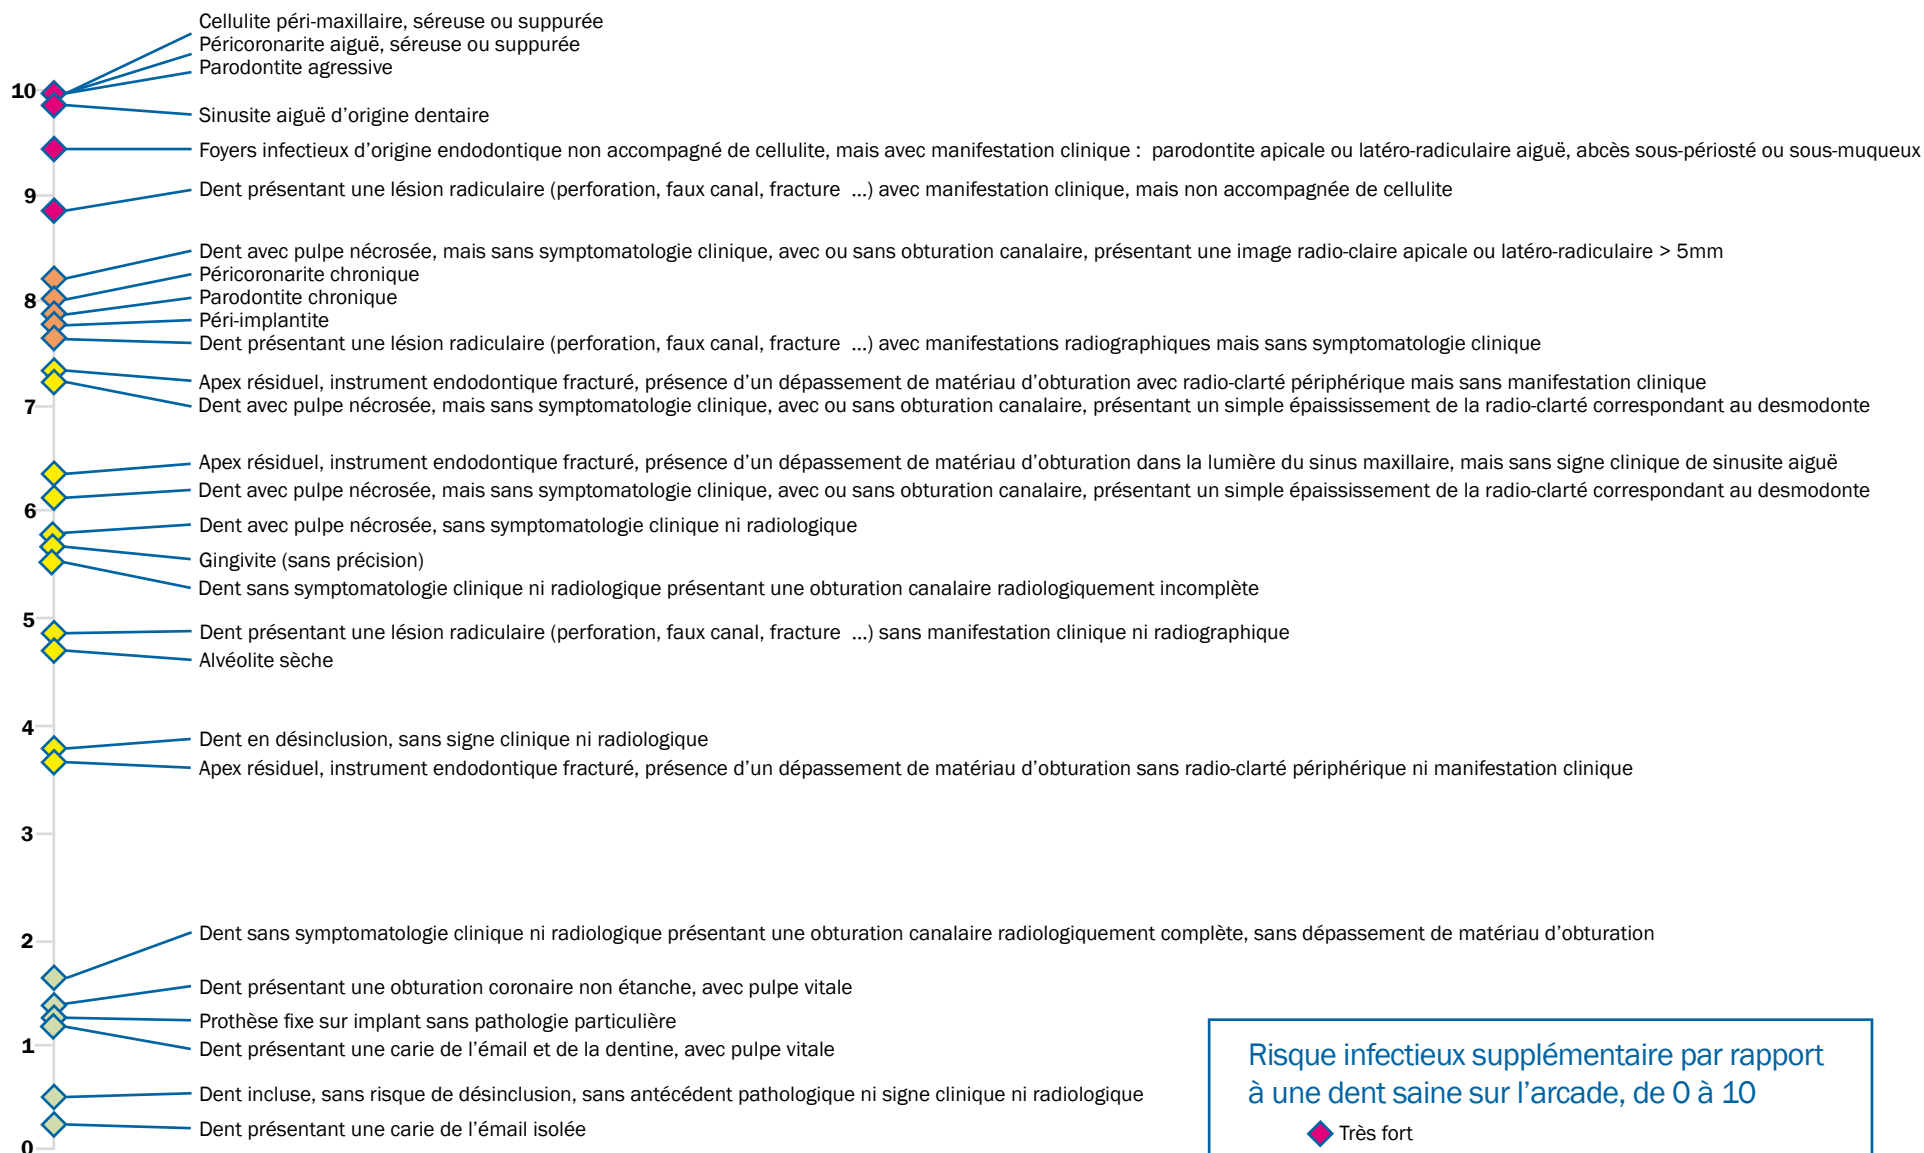 Cellulite péri-maxillaire, séreuse ou suppurée
Péricoronarite aiguë, séreuse ou suppurée
Parodontite agressive
10
Sinusite aiguë d'origine dentaire
Foyers infectieux d'origine endodontique non accompagné de cellulite, mais avec manifestation clinique : parodontite apicale ou latéro-radiculaire aiguë, abcès sous-périosté ou sous-muqueux
9
Dent présentant une lésion radiculaire (perforation, faux canal, fracture ...) avec manifestation clinique, mais non accompagnée de cellulite
Dent avec pulpe nécrosée, mais sans symptomatologie clinique, avec ou sans obturation canalaire, présentant une image radio-claire apicale ou latéro-radiculaire > 5mm
Péricoronarite chronique
8
Parodontite chronique
Péri-implantite
Dent présentant une lésion radiculaire (perforation, faux canal, fracture ...) avec manifestations radiographiques mais sans symptomatologie clinique
Apex résiduel, instrument endodontique fracturé, présence d'un dépassement de matériau d'obturation avec radio-clarté périphérique mais sans manifestation clinique
7
Dent avec pulpe nécrosée, mais sans symptomatologie clinique, avec ou sans obturation canalaire, présentant un simple épaississement de la radio-clarté correspondant au desmodonte
Apex résiduel, instrument endodontique fracturé, présence d'un dépassement de matériau d'obturation dans la lumière du sinus maxillaire, mais sans signe clinique de sinusite aiguë
Dent avec pulpe nécrosée, mais sans symptomatologie clinique, avec ou sans obturation canalaire, présentant un simple épaississement de la radio-clarté correspondant au desmodonte
6
Dent avec pulpe nécrosée, sans symptomatologie clinique ni radiologique
Gingivite (sans précision)
Dent sans symptomatologie clinique ni radiologique présentant une obturation canalaire radiologiquement incomplète
5
Dent présentant une lésion radiculaire (perforation, faux canal, fracture ...) sans manifestation clinique ni radiographique
Alvéolite sèche
4
Dent en désinclusion, sans signe clinique ni radiologique
Apex résiduel, instrument endodontique fracturé, présence d'un dépassement de matériau d'obturation sans radio-clarté périphérique ni manifestation clinique
3
2
Dent sans symptomatologie clinique ni radiologique présentant une obturation canalaire radiologiquement complète, sans dépassement de matériau d'obturation
Dent présentant une obturation coronaire non étanche, avec pulpe vitale
Prothèse fixe sur implant sans pathologie particulière
1
Dent présentant une carie de l'émail et de la dentine, avec pulpe vitale
Dent incluse, sans risque de désinclusion, sans antécédent pathologique ni signe clinique ni radiologique
Dent présentant une carie de l'émail isolée
0
Risque infectieux supplémentaire par rapport
à une dent saine sur l'arcade, de 0 à 10
Très fort